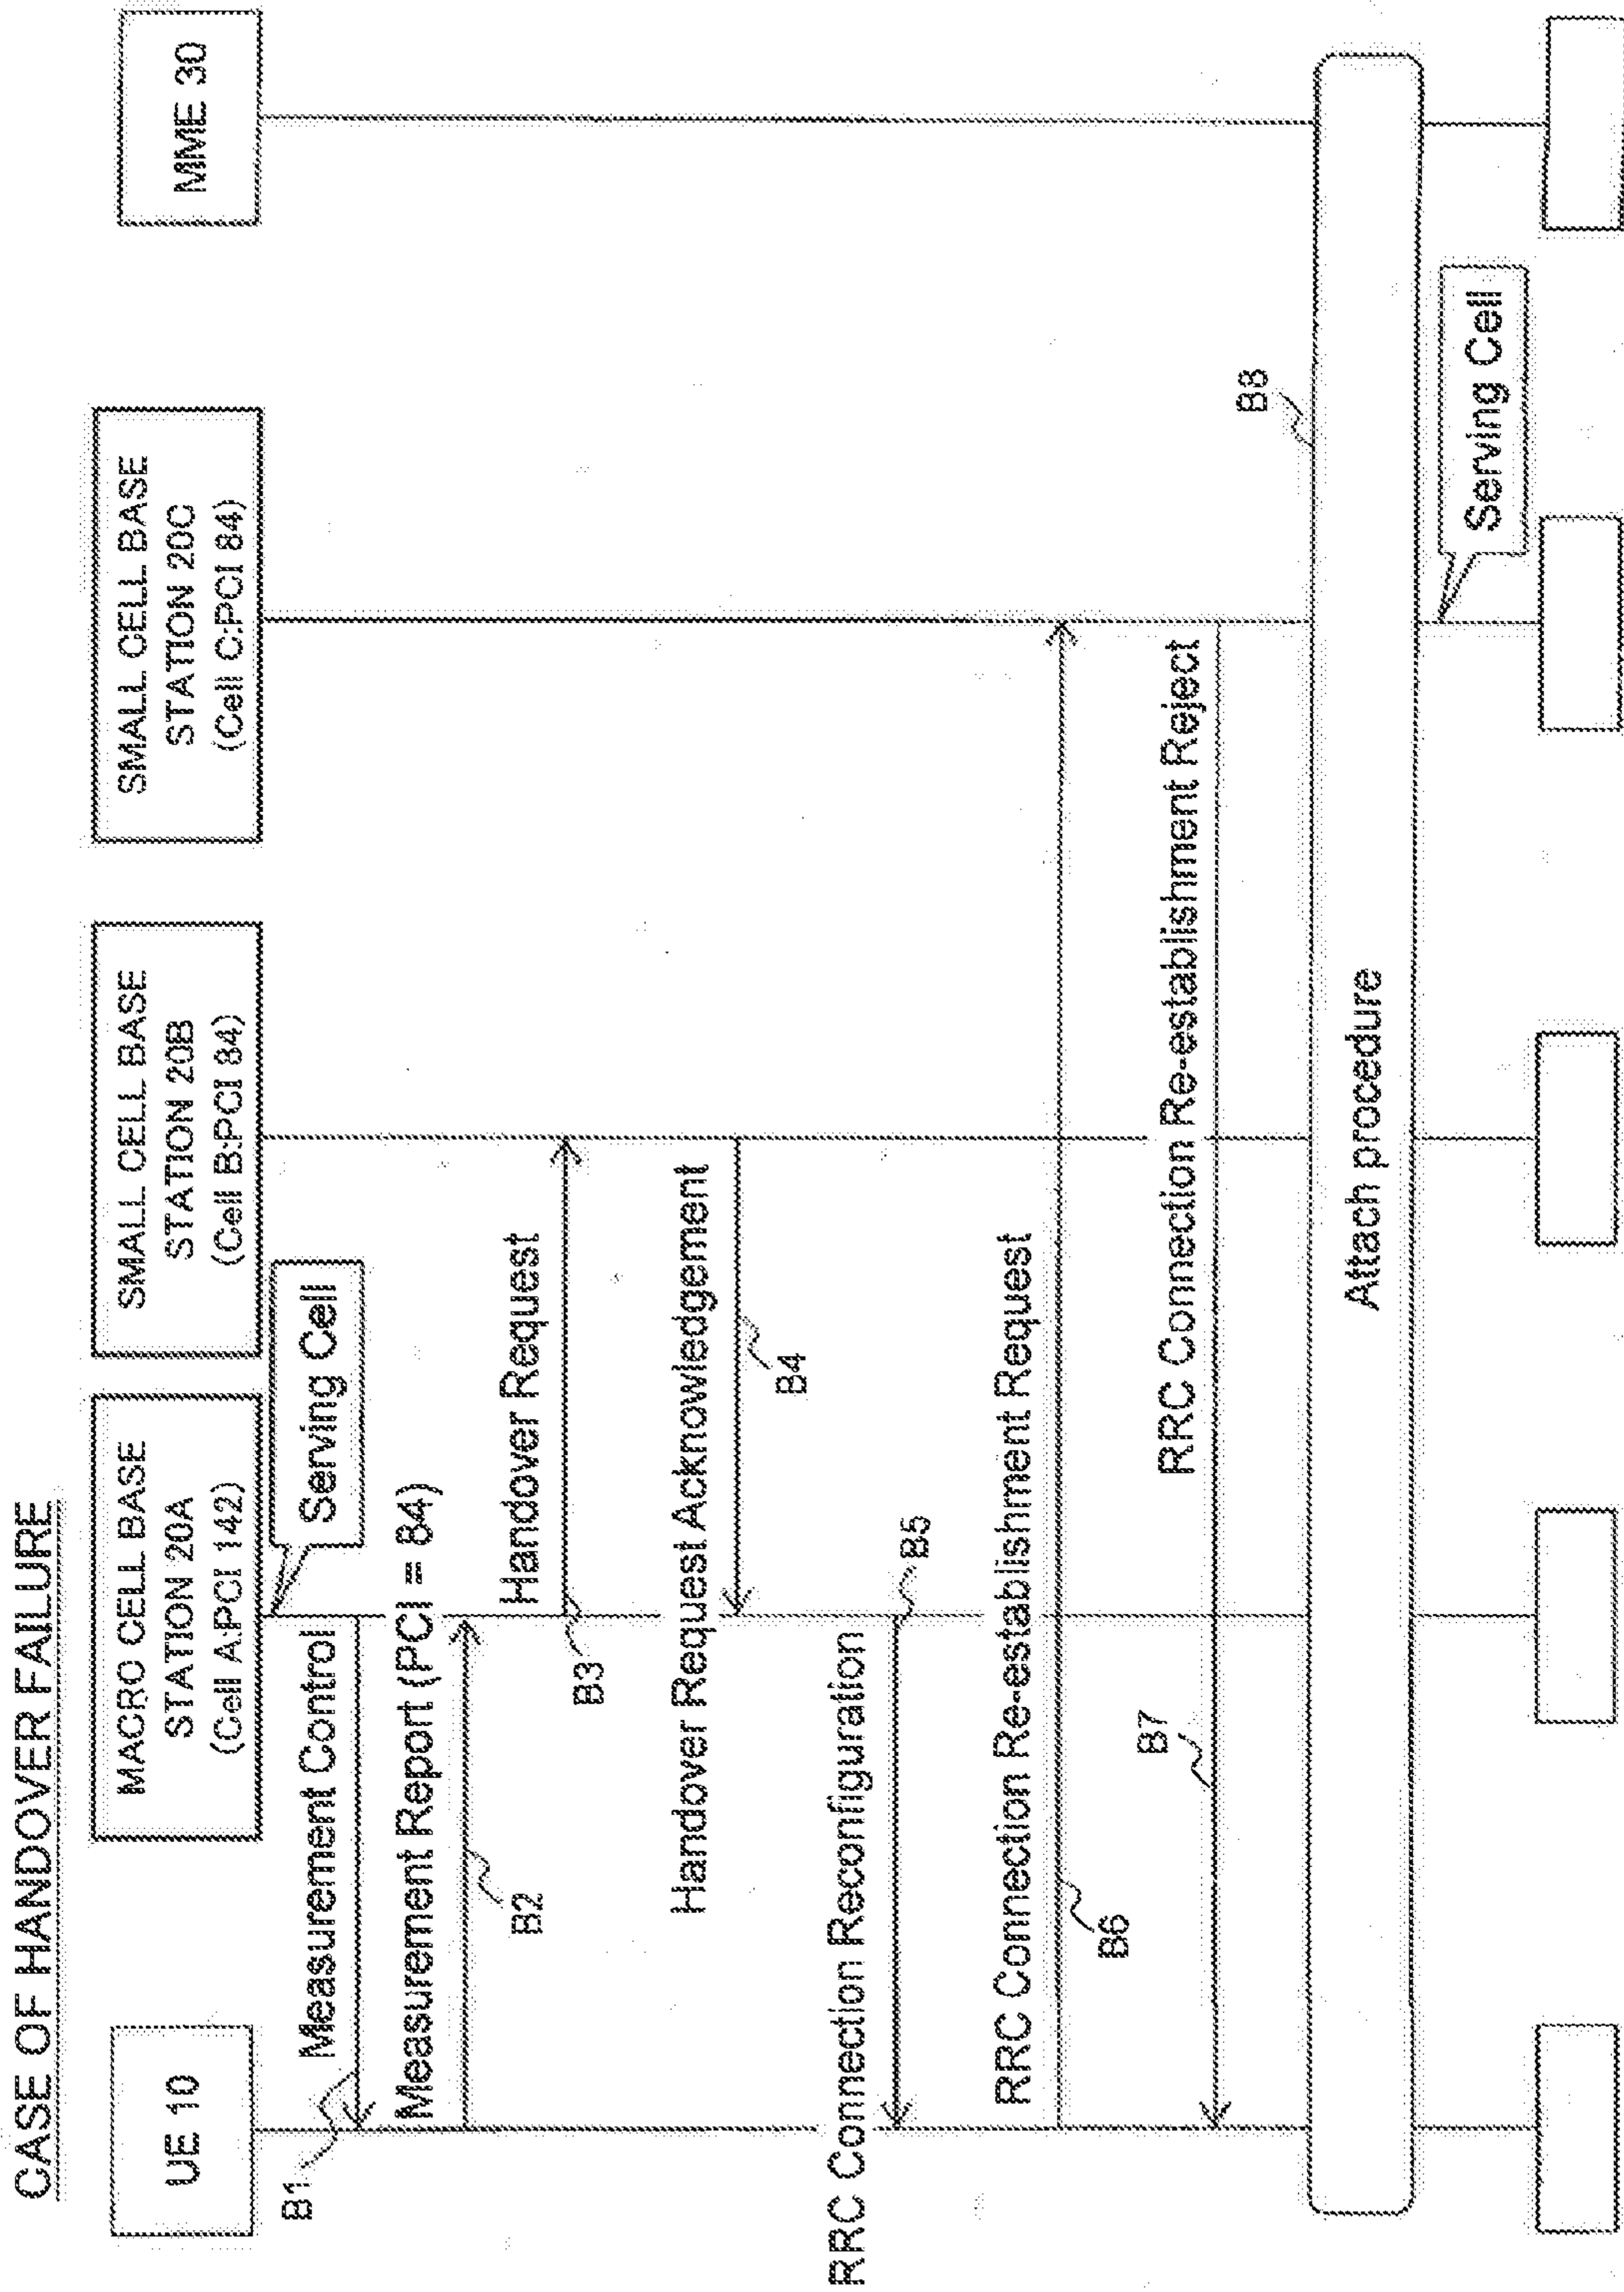 CASE OF HANDOVER FAILURE
UE 10
MACRO CELL BASE
STATION 20A
(Cell A:PCI 142)
SMALL CELL BASE
STATION 20B
(Cell B:PCI 84)
SMALL CELL BASE
STATION 20C
(Cell C:PCI 84)
MME 30
Serving Cell
B1
Measurement Control
Measurement Report (PCI = 84)
B2
Handover Request
B3
Handover Request Acknowledgement
B4
RRC Connection Reconfiguration
B5
RRC Connection Re-establishment Request
B6
RRC Connection Re-establishment Reject
B7
B8
Attach procedure
Serving Cell